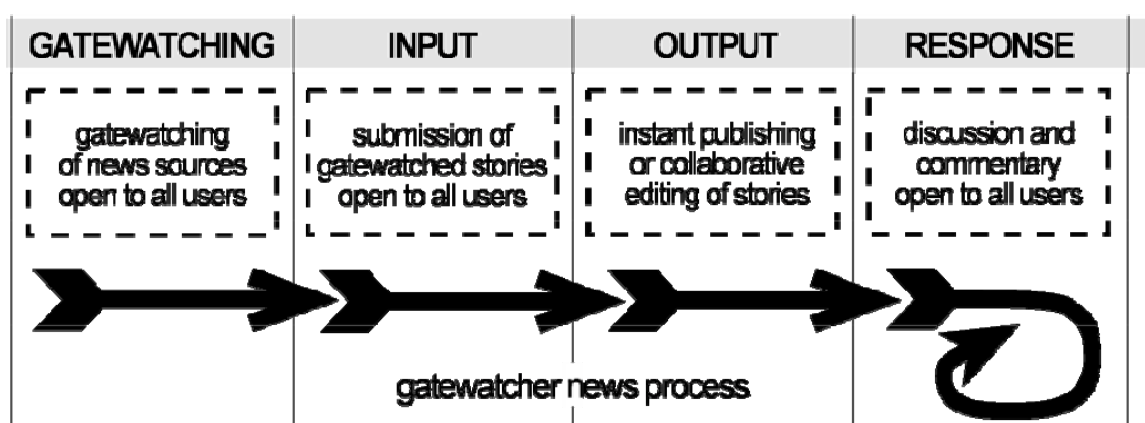 GATEWATCHING INPUT OUTPUT RESPONSE
gatewatching
of news sources
open to all users
submission of
gatewatched stories
open to all users
instant publishing
or collaborative
editing of stories
discussion and
commentary
open to all users
gatewatcher news process